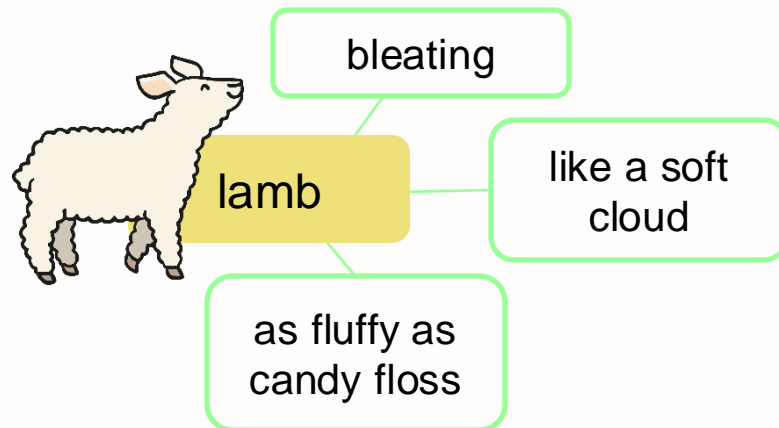 bleating
lamb
like a soft
cloud
as fluffy as
candy floss